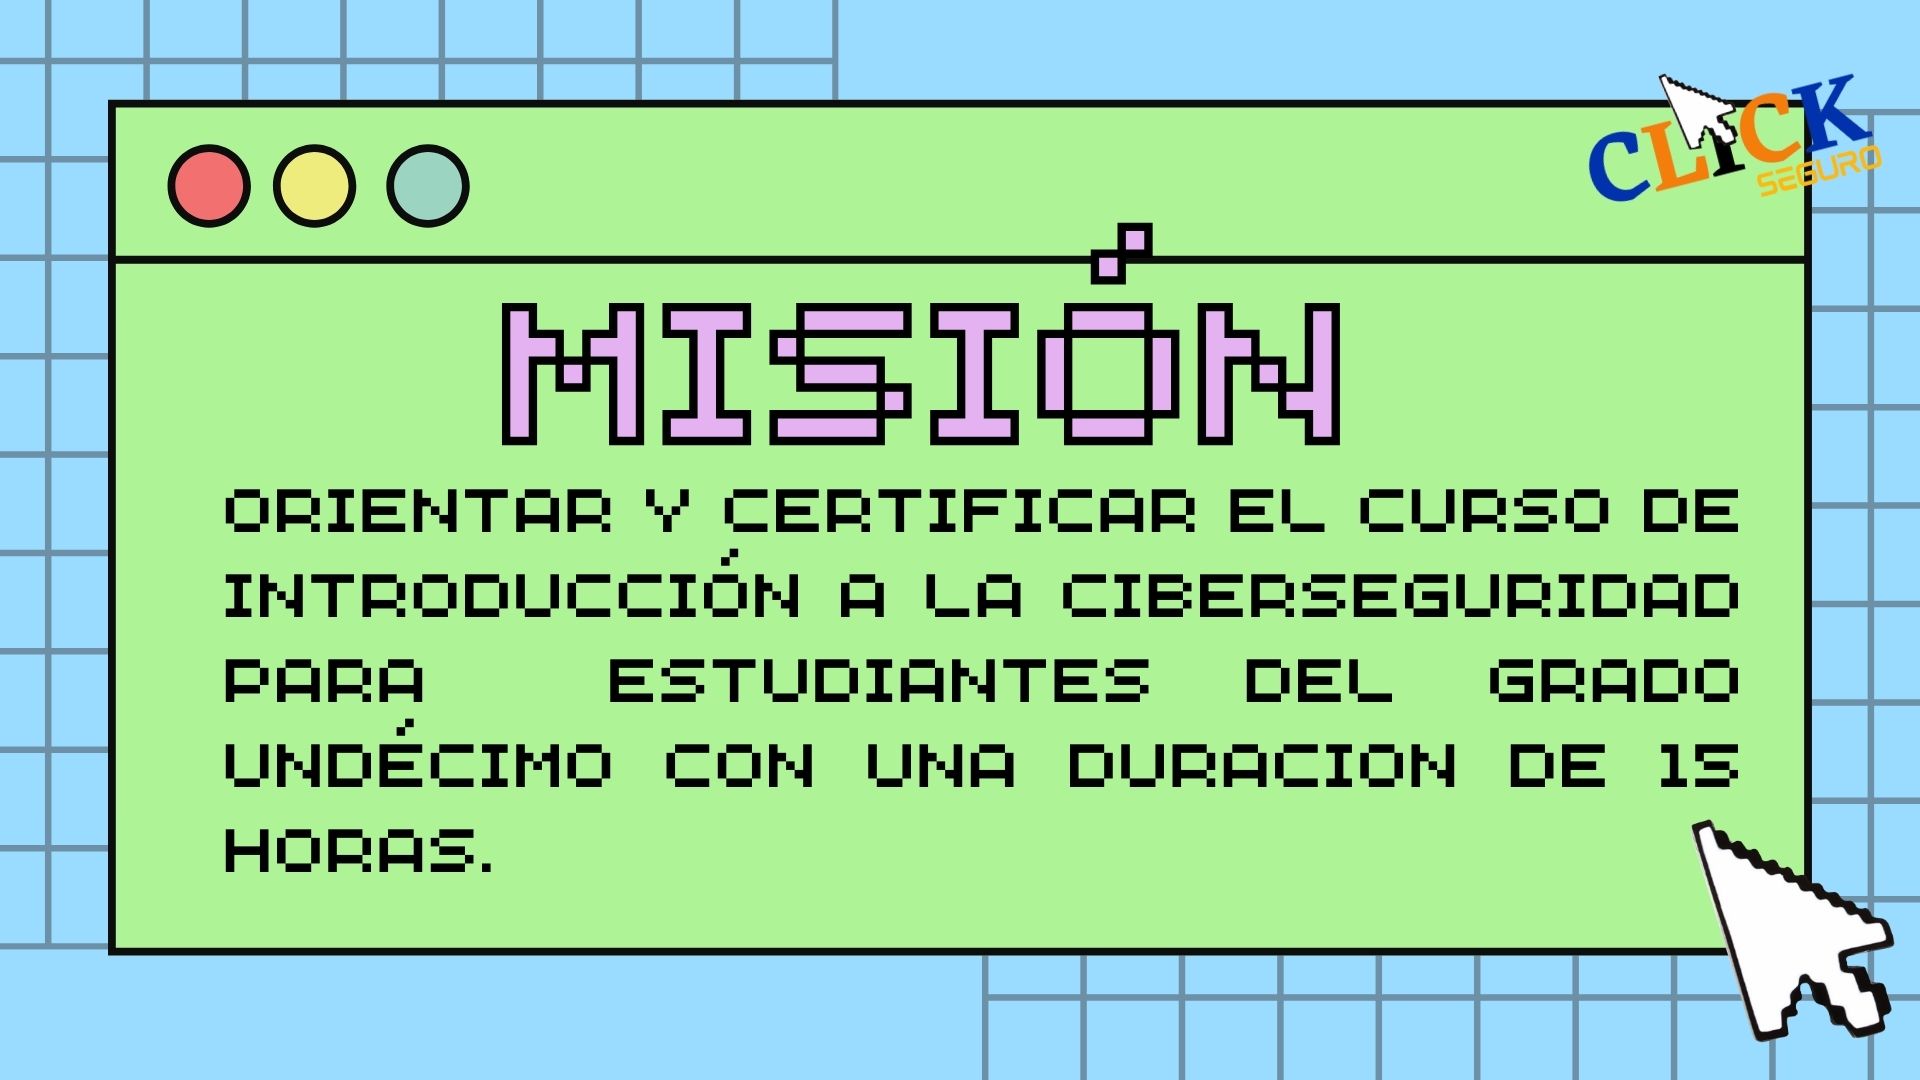 CLICK
SEGURO
MISIÓN
ORIENTAR Y CERTIFICAR EL CURSO DE
INTRODUCCIÓN A LA CIBERSEGURIDAD
PARA ESTUDIANTES DEL GRADO
UNDÉCIMO CON UNA DURACION DE 15
HORAS.